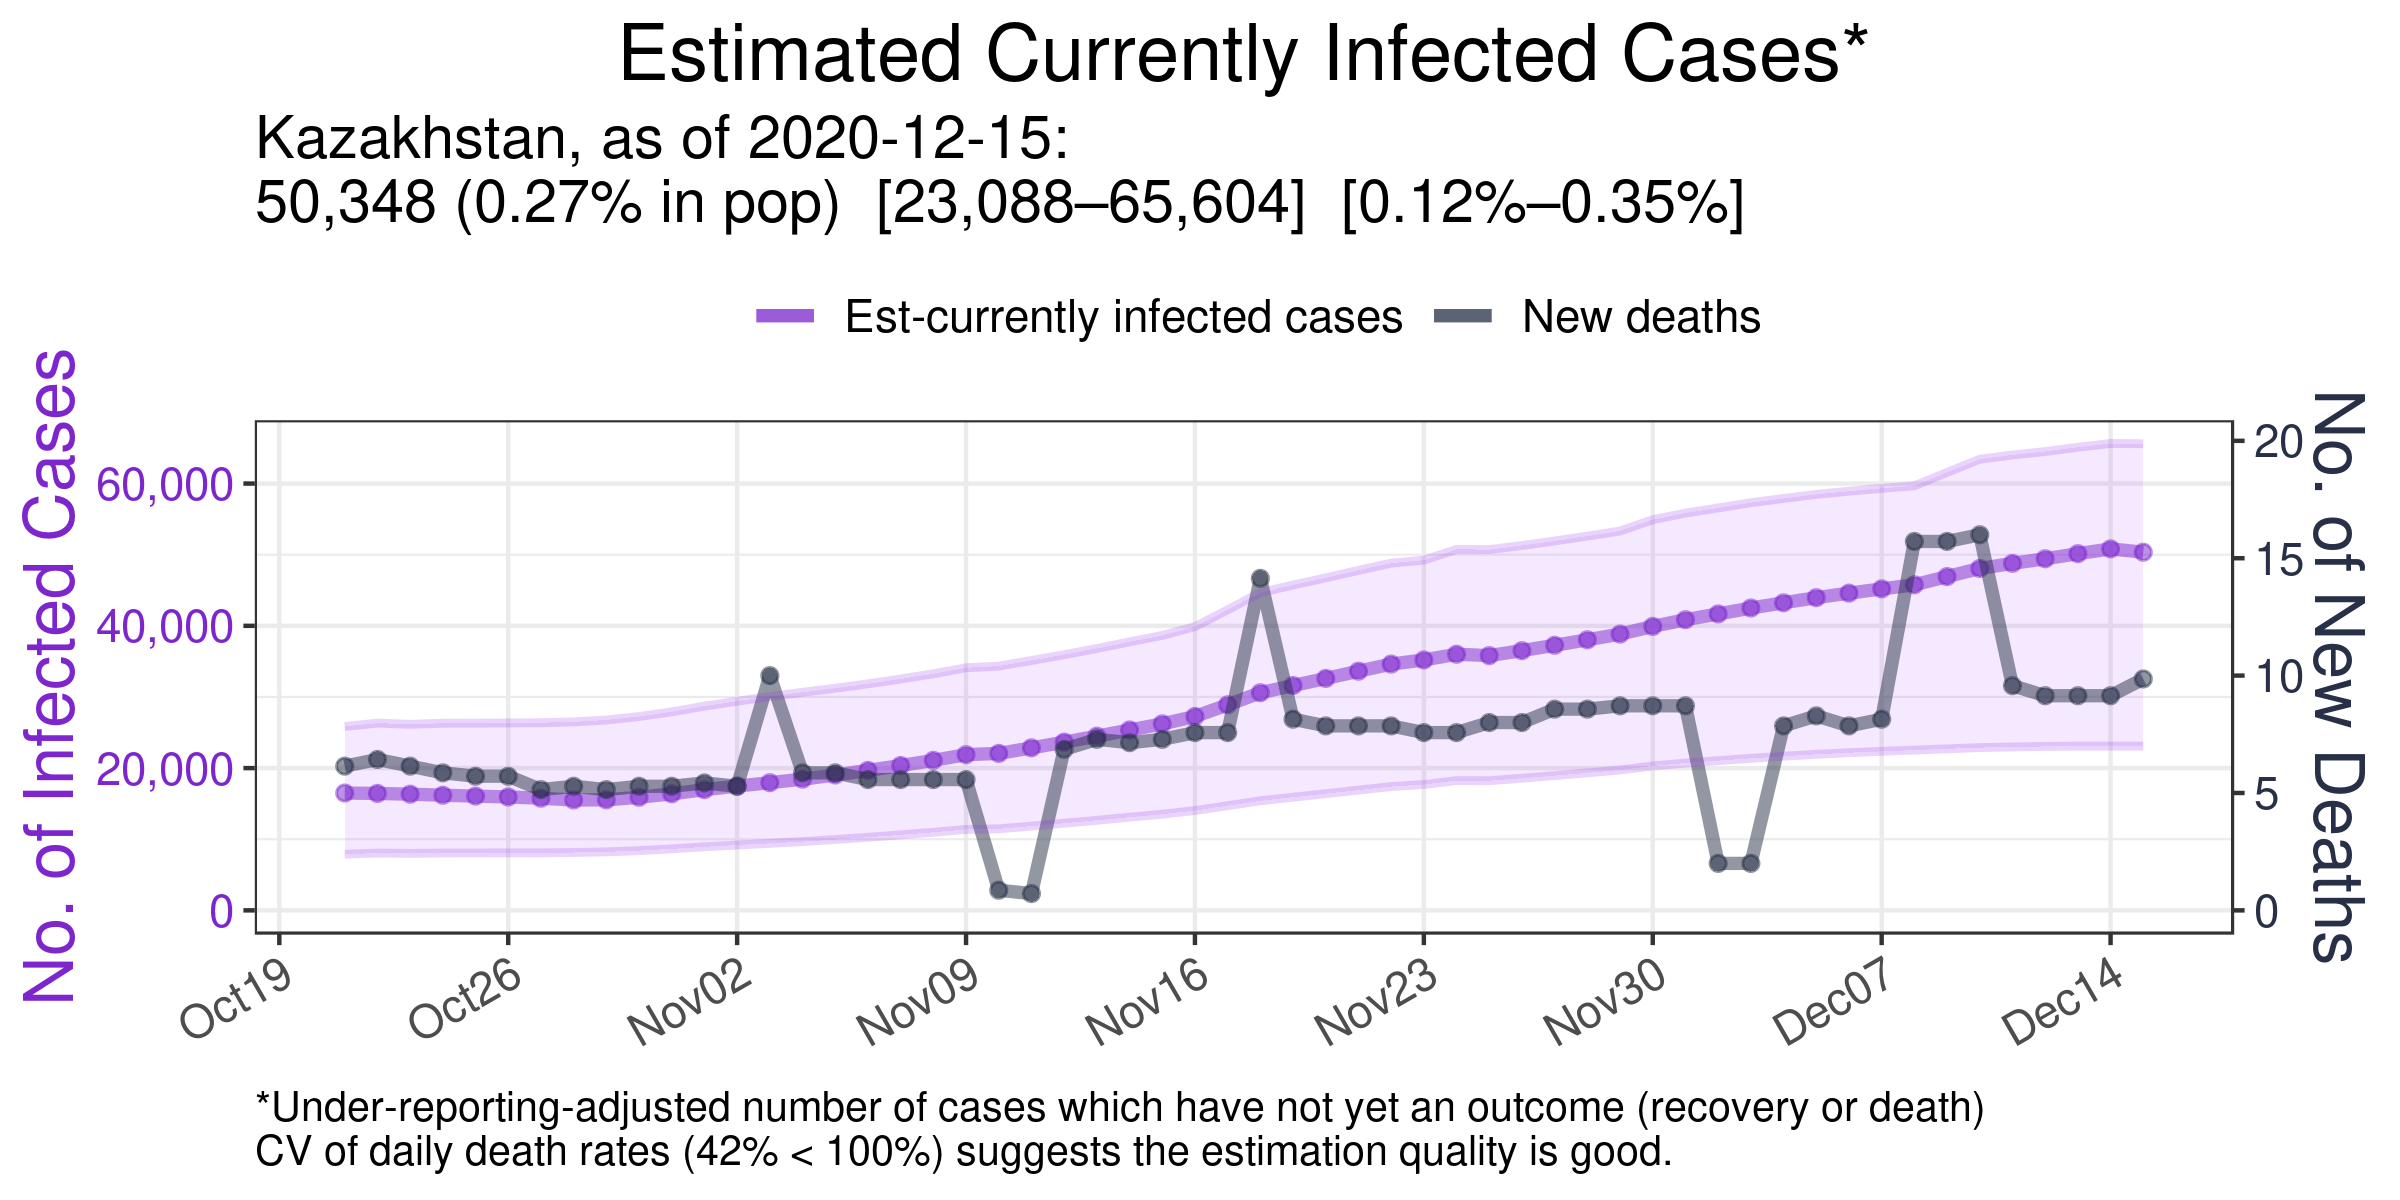 Estimated Currently Infected Cases*
Kazakhstan, as of 2020-12-15:
50,348 (0.27% in pop)  [23,088–65,604]  [0.12%–0.35%]
Est-currently infected cases
New deaths
No. of Infected Cases
60,000
40,000
20,000
0
20
15
10
5
0
No. of New Deaths
Oct19
Oct26
Nov02
Nov09
Nov16
Nov23
Nov30
Dec07
Dec14
*Under-reporting-adjusted number of cases which have not yet an outcome (recovery or death)
CV of daily death rates (42% < 100%) suggests the estimation quality is good.